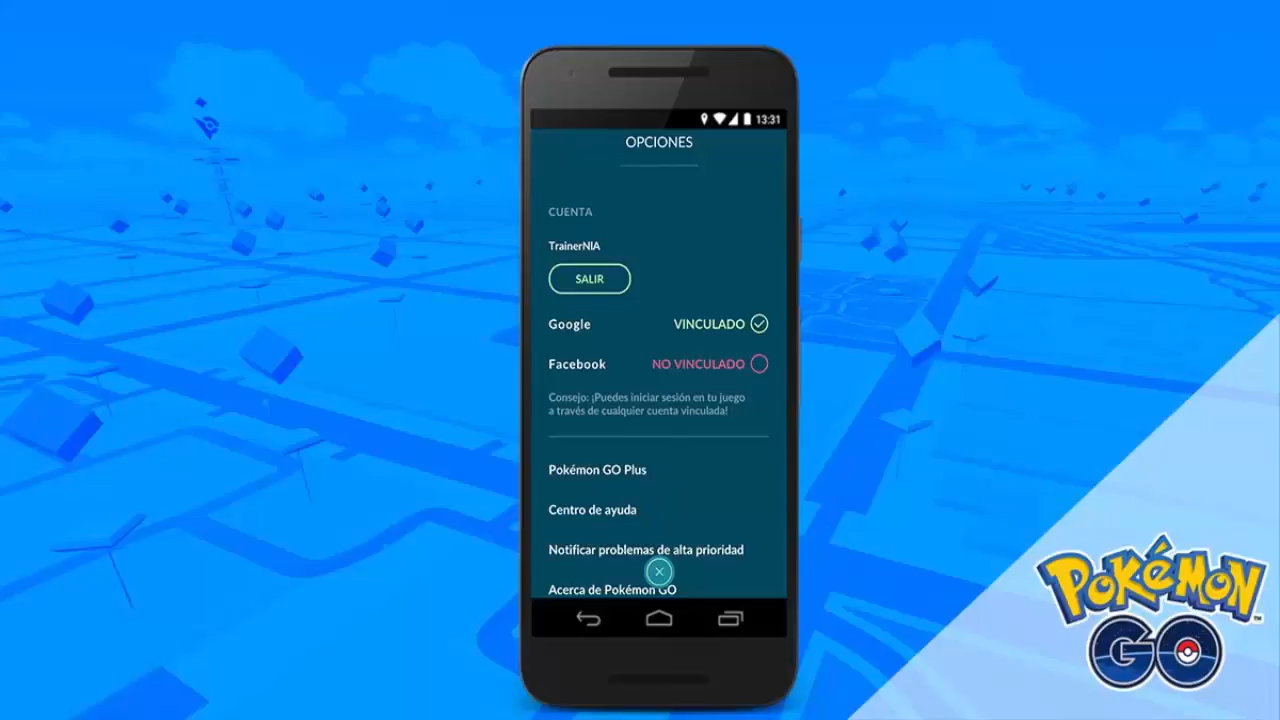 13:31
OPCIONES
CUENTA
TrainerNIA
SALIR
Google VINCULADO
Facebook NO VINCULADO
Consejo: ¡Puedes iniciar sesión en tu juego
a través de cualquier cuenta vinculada!
Pokémon GO Plus
Centro de ayuda
Notificar problemas de alta prioridad
Acerca de Pokémon GO
POKéMON
GO